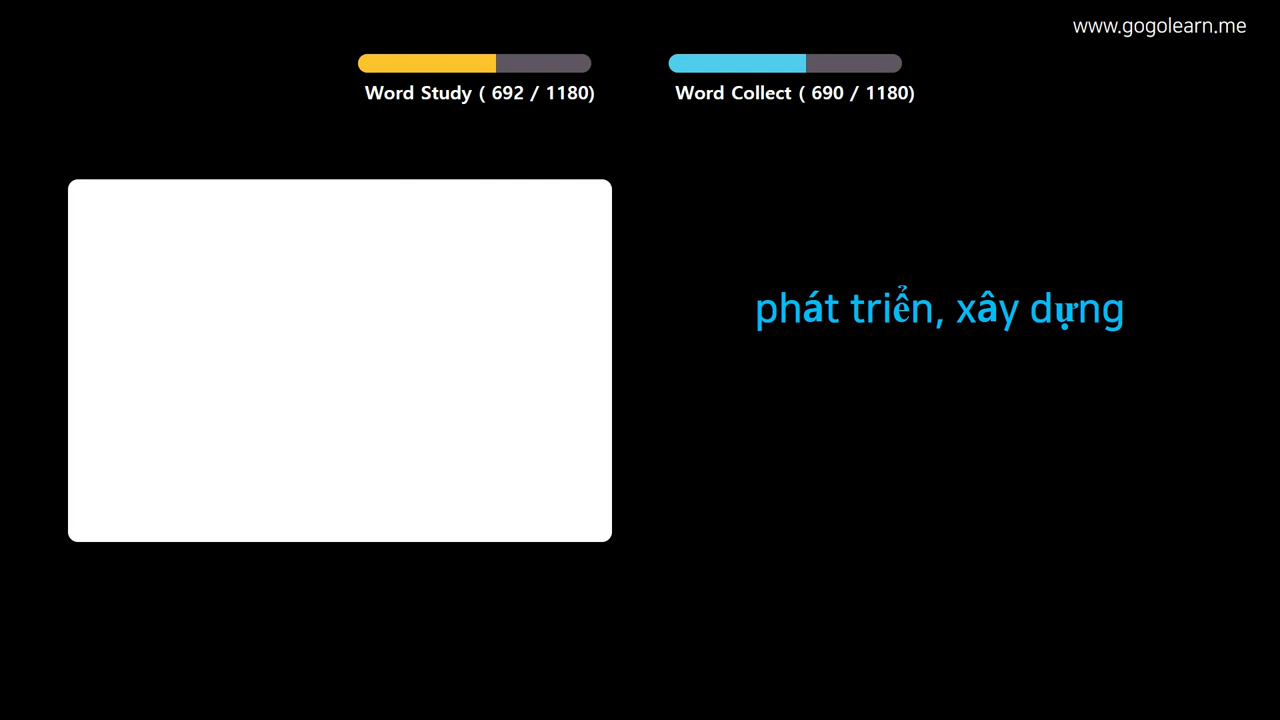 www.gogolearn.me
Word Study ( 692 / 1180)
Word Collect ( 690 / 1180)
phát triển, xây dựng